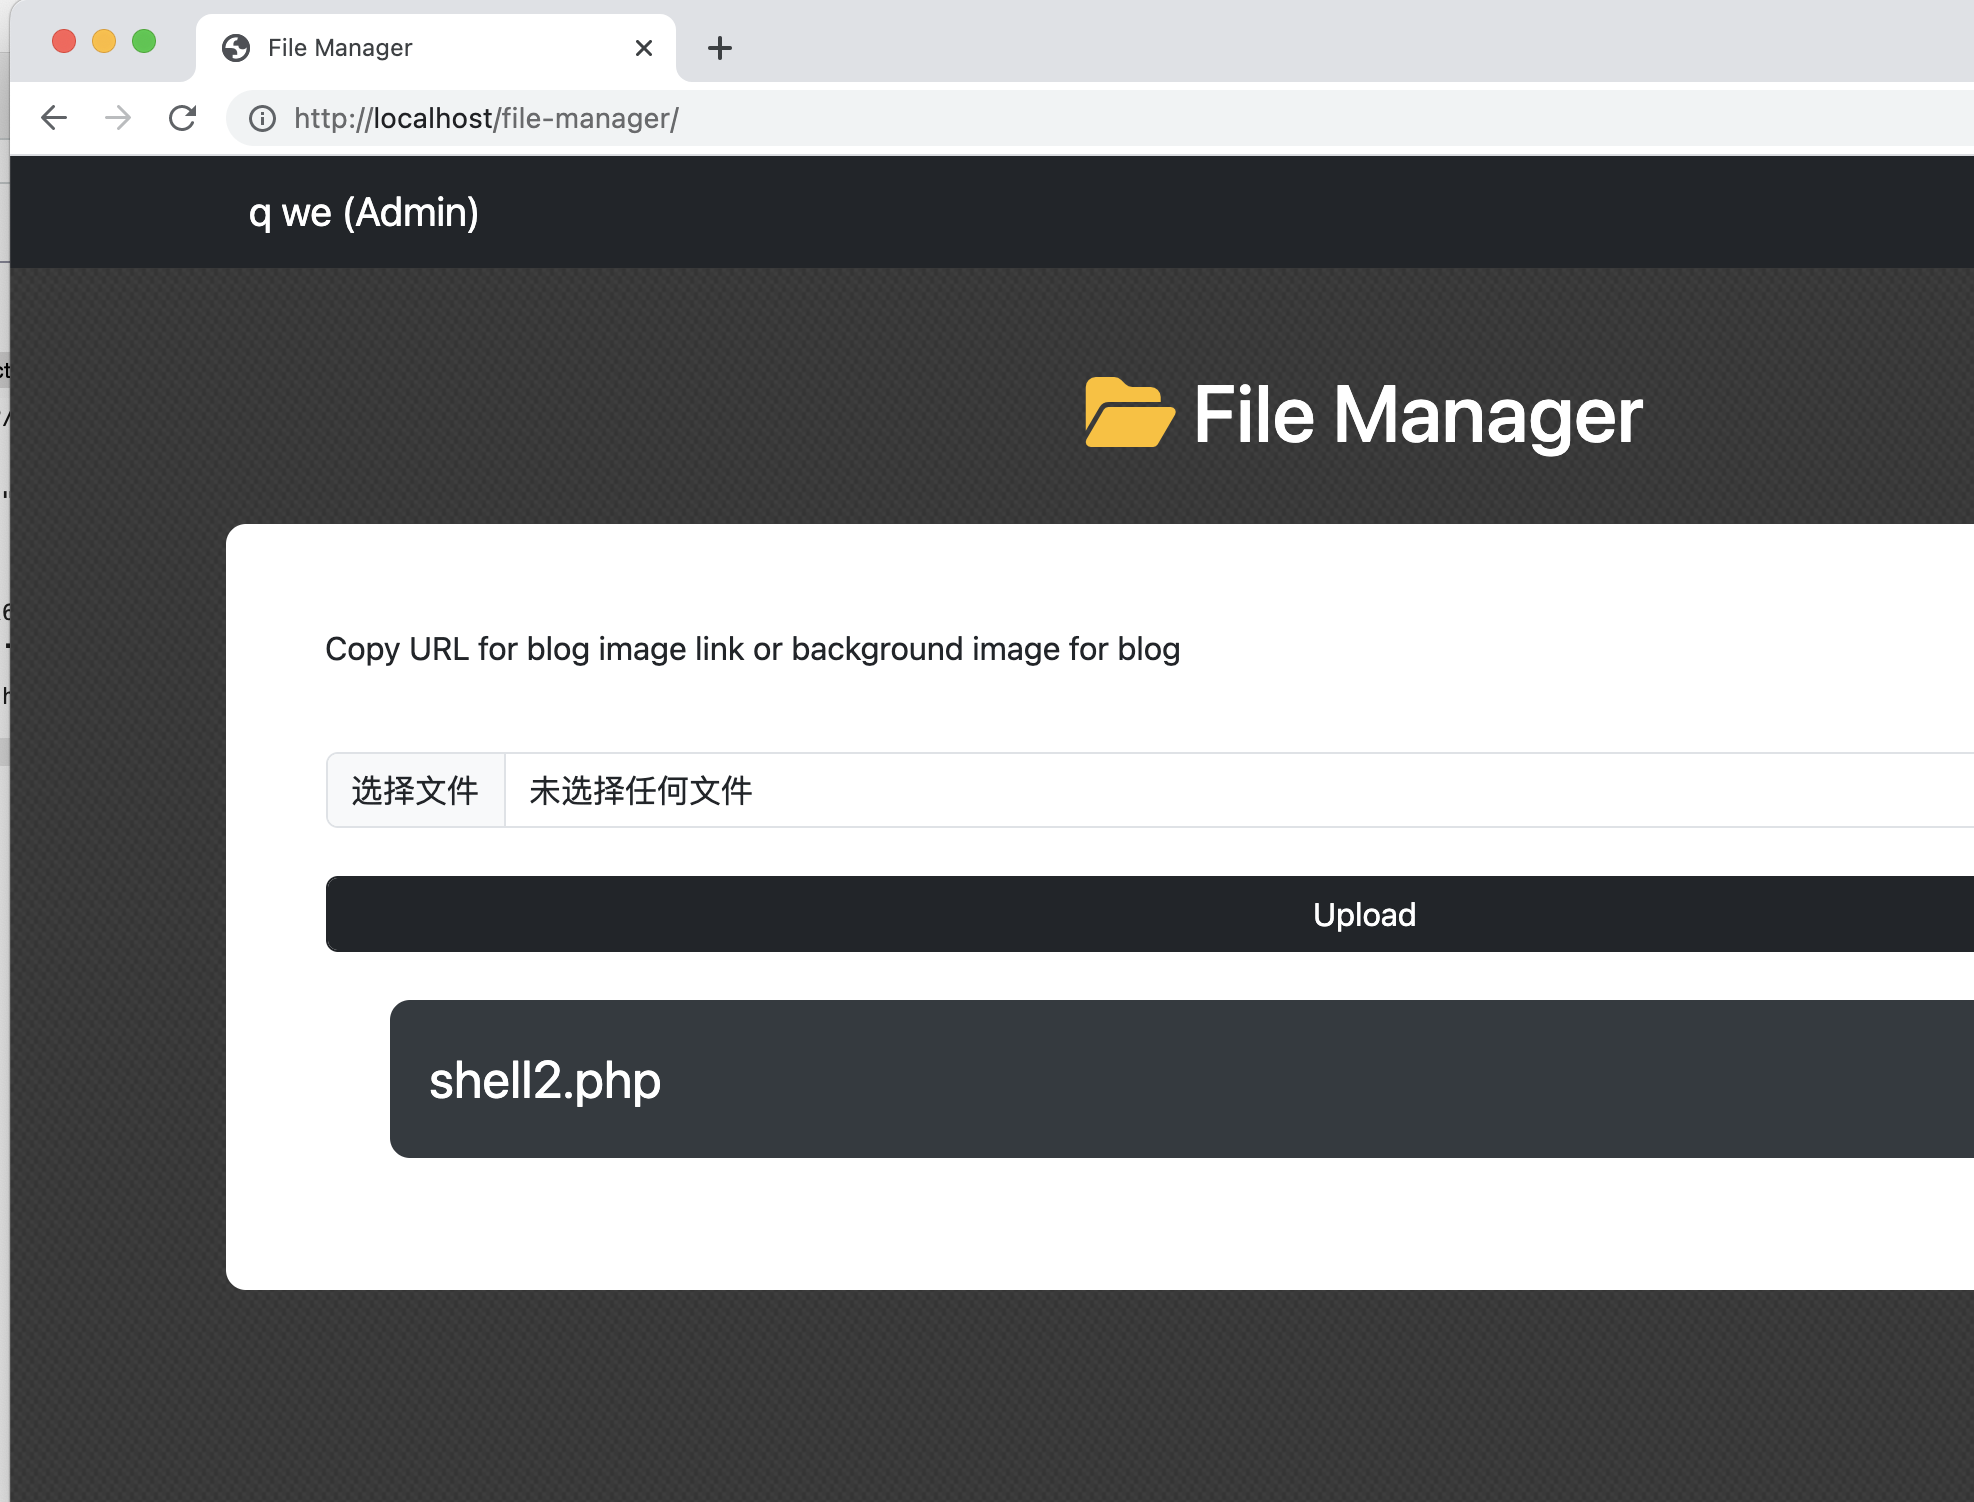 File Manager
http://localhost/file-manager/
q we (Admin)
File Manager
Copy URL for blog image link or background image for blog
选择文件 未选择任何文件
Upload
shell2.php